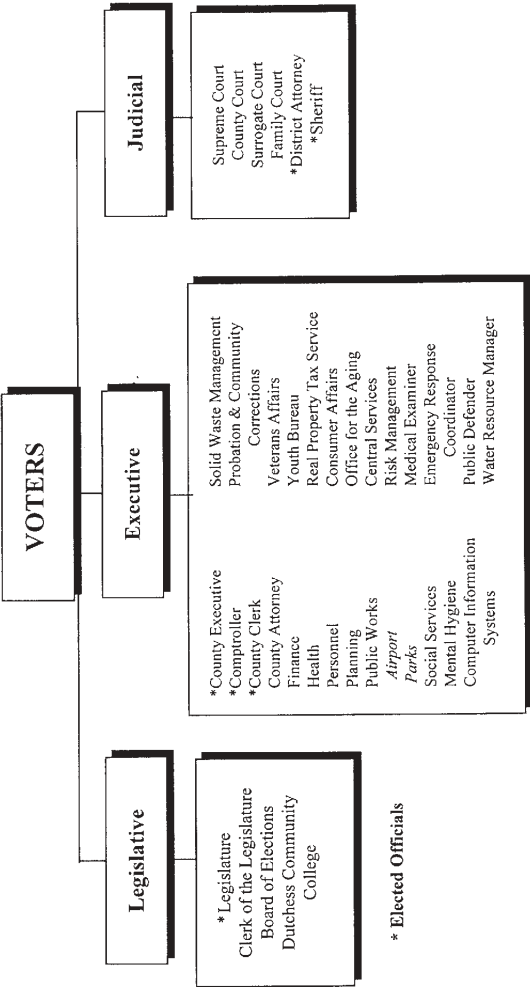 VOTERS
Legislative
*Legislature
Clerk of the Legislature
Board of Elections
Dutchess Community
College
Executive
*County Executive
*Comptroller
*County Clerk
County Attorney
Finance
Health
Personnel
Planning
Public Works
Airport
Parks
Social Services
Mental Hygiene
Computer Information
Systems
Solid Waste Management
Probation & Community
Corrections
Veterans Affairs
Youth Bureau
Real Property Tax Service
Consumer Affairs
Office for the Aging
Central Services
Risk Management
Medical Examiner
Emergency Response
Coordinator
Public Defender
Water Resource Manager
Judicial
Supreme Court
County Court
Surrogate Court
Family Court
*District Attorney
*Sheriff
* Elected Officials